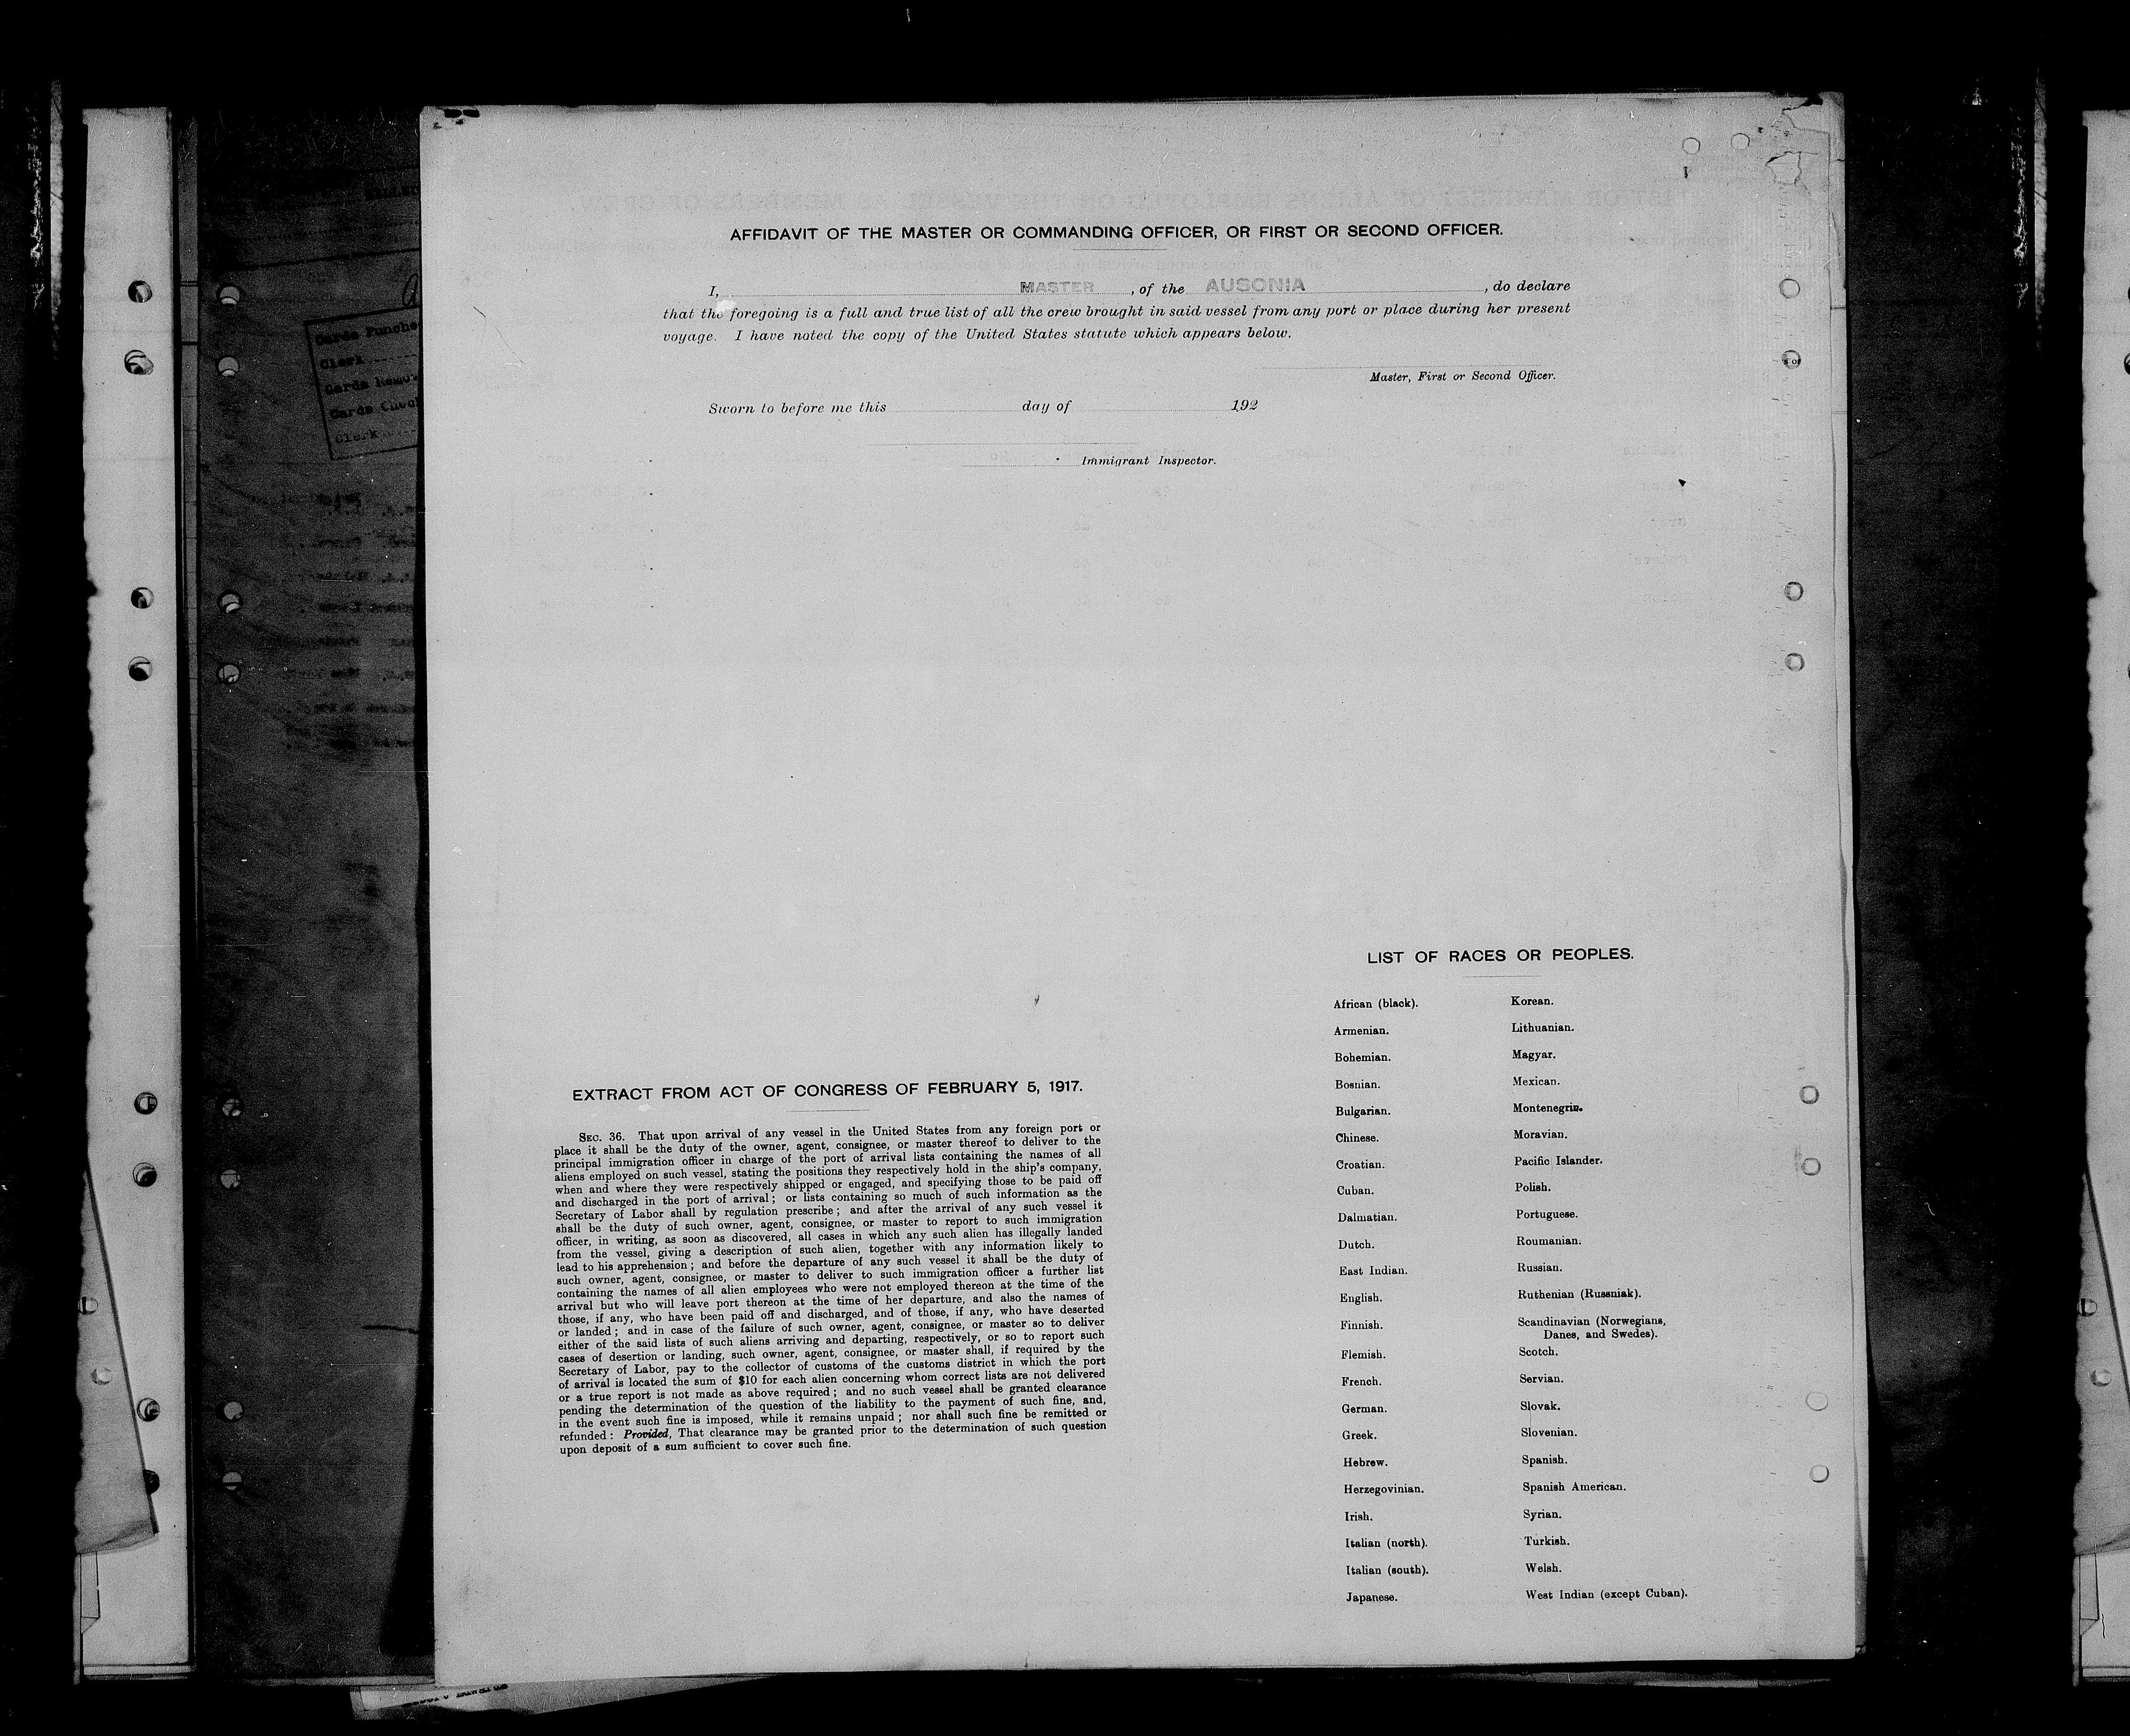 AFFIDAVIT OF THE MASTER OR COMMANDING OFFICER, OR FIRST OR SECOND OFFICER.
I, MASTER , of the AUSONIA , do declare
that the foregoing is a full and true list of all the crew brought in said vessel from any port or place during her present
voyage. I have noted the copy of the United States statute which appears below.
Master, First or Second Officer.
Sworn to before me this day of 192
Immigrant Inspector.
EXTRACT FROM ACT OF CONGRESS OF FEBRUARY 5, 1917.
SEC. 36. That upon arrival of any vessel in the United States from any foreign port or
place it shall be the duty of the owner, agent, consignee, or master thereof to deliver to the
principal immigration officer in charge of the port of arrival lists containing the names of all
aliens employed on such vessel, stating the positions they respectively hold in the ship's company,
when and where they were respectively shipped or engaged, and specifying those to be paid off
and discharged in the port of arrival; or lists containing so much of such information as the
Secretary of Labor shall by regulation prescribe; and after the arrival of any such vessel it
shall be the duty of such owner, agent, consignee, or master to report to such immigration
officer, in writing, as soon as discovered, all cases in which any such alien has illegally landed
from the vessel, giving a description of such alien, together with any information likely to
lead to his apprehension; and before the departure of any such vessel it shall be the duty of
such owner, agent, consignee, or master to deliver to such immigration officer a further list
containing the names of all alien employees who were not employed thereon at the time of the
arrival but who will leave port thereon at the time of her departure, and also the names of
those, if any, who have been paid off and discharged, and of those, if any, who have deserted
or landed; and in case of the failure of such owner, agent, consignee, or master so to deliver
either of the said lists of such aliens arriving and departing, respectively, or so to report such
cases of desertion or landing, such owner, agent, consignee, or master shall, if required by the
Secretary of Labor, pay to the collector of customs of the customs district in which the port
of arrival is located the sum of $10 for each alien concerning whom correct lists are not delivered
or a true report is not made as above required; and no such vessel shall be granted clearance
pending the determination of the question of the liability to the payment of such fine, and,
in the event such fine is imposed, while it remains unpaid; nor shall such fine be remitted or
refunded: Provided, That clearance may be granted prior to the determination of such question
upon deposit of a sum sufficient to cover such fine.
LIST OF RACES OR PEOPLES.
African (black).
Armenian.
Bohemian.
Bosnian.
Bulgarian.
Chinese.
Croatian.
Cuban.
Dalmatian.
Dutch.
East Indian.
English.
Finnish.
Flemish.
French.
German.
Greek.
Hebrew.
Herzegovinian.
Irish.
Italian (north).
Italian (south).
Japanese.
Korean.
Lithuanian.
Magyar.
Mexican.
Montenegrin.
Moravian.
Pacific Islander.
Polish.
Portuguese.
Roumanian.
Russian.
Ruthenian (Russniak).
Scandinavian (Norwegians,
Danes, and Swedes).
Scotch.
Servian.
Slovak.
Slovenian.
Spanish.
Spanish American.
Syrian.
Turkish.
Welsh.
West Indian (except Cuban).
Cards
Clerk
Cards
Cards
Clerk